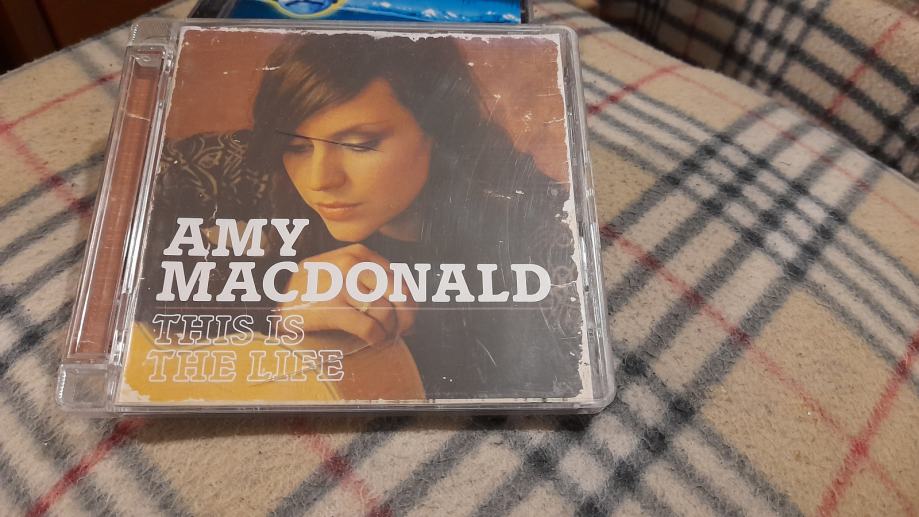 AMY
MACDONALD
THIS IS
THE LIFE